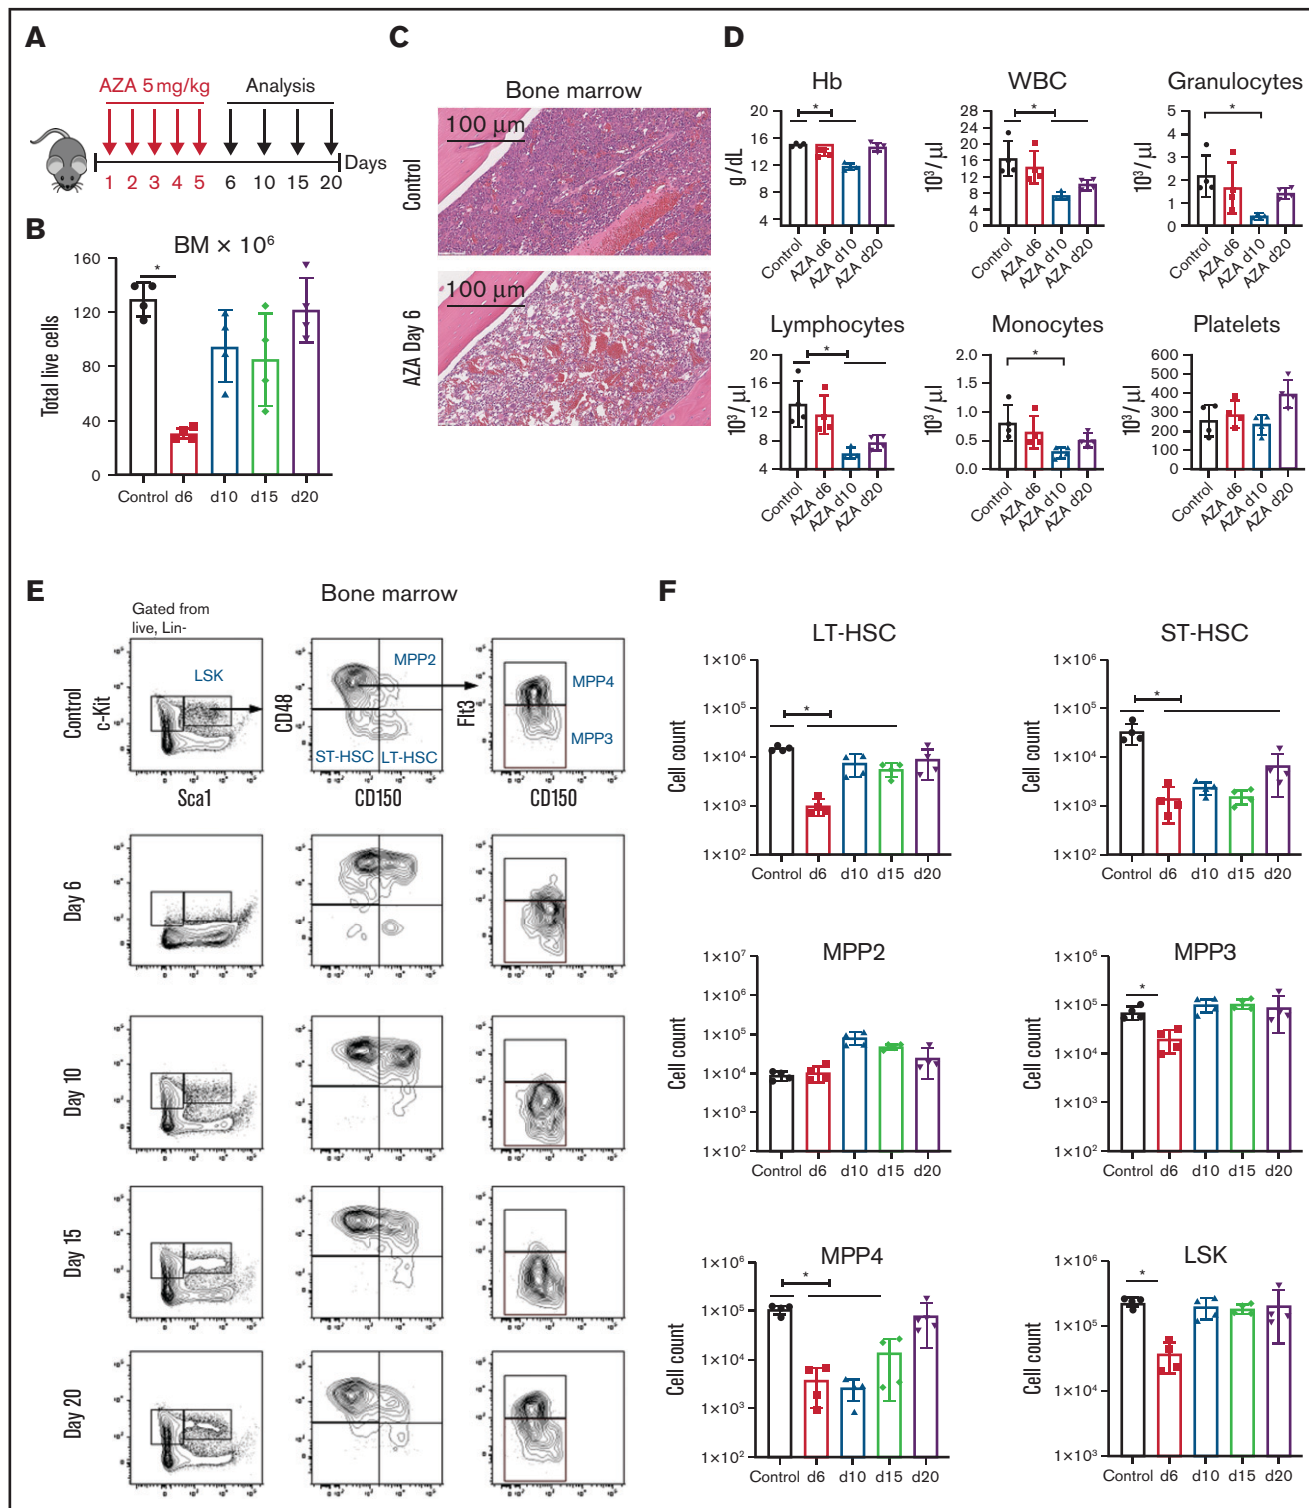 A
AZA 5 mg/kg
Analysis
Days
1 2 3 4 5 6 10 15 20
B
BM × 10⁶
Total live cells
160
120
80
40
0
Control d6 d10 d15 d20
*
C
Bone marrow
Control
100 µm
AZA Day 6
100 µm
D
Hb
g/dL
20
16
12
8
4
*
Control AZA d6 AZA d10 AZA d20
WBC
10³/µl
28
24
20
16
12
8
4
0
*
Control AZA d6 AZA d10 AZA d20
Granulocytes
10³/µl
5
4
3
2
1
0
*
Control AZA d6 AZA d10 AZA d20
Lymphocytes
10³/µl
20
16
12
8
4
*
Control AZA d6 AZA d10 AZA d20
Monocytes
10³/µl
2.0
1.5
1.0
0.5
0.0
*
Control AZA d6 AZA d10 AZA d20
Platelets
10³/µl
600
500
400
300
200
100
0
Control AZA d6 AZA d10 AZA d20
E
Bone marrow
Gated from
live, Lin-
Control
c-Kit
LSK
Sca1
CD48
MPP2
ST-HSC
LT-HSC
CD150
Flt3
MPP4
MPP3
CD150
Day 6
Day 10
Day 15
Day 20
F
LT-HSC
Cell count
1×10⁶
1×10⁵
1×10⁴
1×10³
1×10²
*
Control d6 d10 d15 d20
ST-HSC
Cell count
1×10⁶
1×10⁵
1×10⁴
1×10³
1×10²
*
Control d6 d10 d15 d20
MPP2
Cell count
1×10⁷
1×10⁶
1×10⁵
1×10⁴
1×10³
1×10²
Control d6 d10 d15 d20
MPP3
Cell count
1×10⁶
1×10⁵
1×10⁴
1×10³
1×10²
*
Control d6 d10 d15 d20
MPP4
Cell count
1×10⁶
1×10⁵
1×10⁴
1×10³
1×10²
*
Control d6 d10 d15 d20
LSK
Cell count
1×10⁶
1×10⁵
1×10⁴
1×10³
*
Control d6 d10 d15 d20